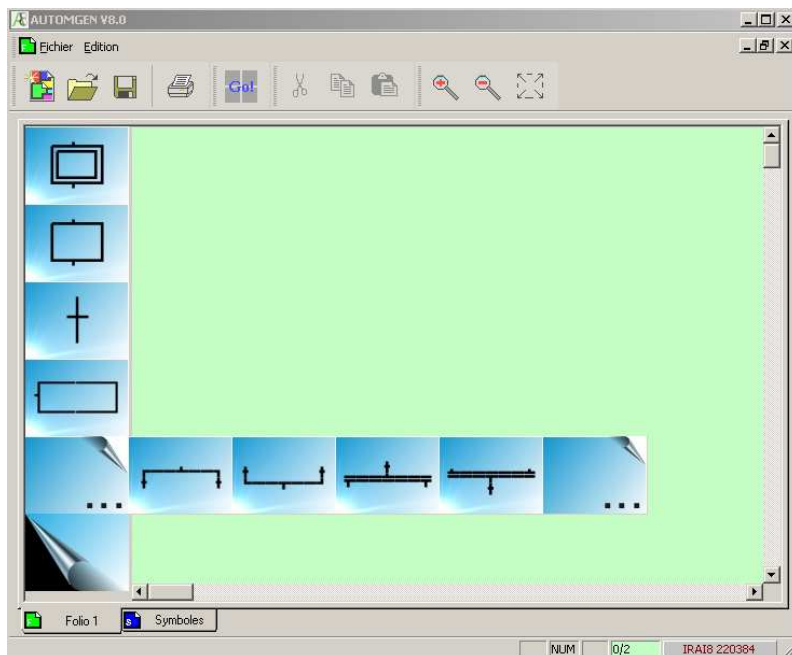 AUTOMGEN V8.0
Fichier Edition
Go!
Folio 1 S Symboles
NUM 0/2 IRAI8 220384